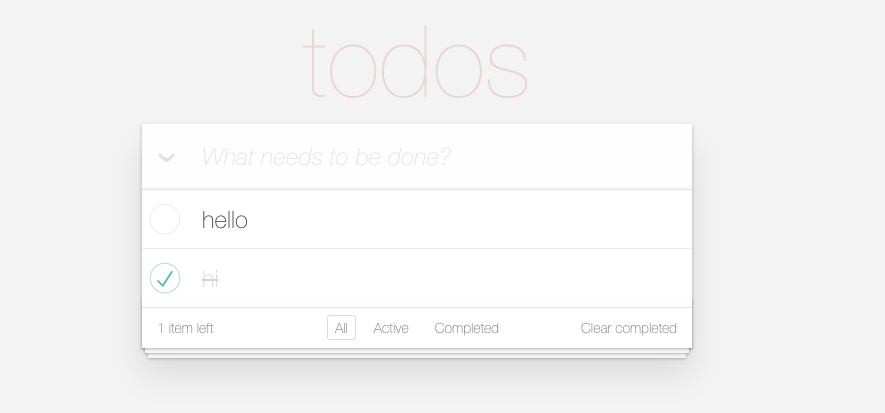 todos
What needs to be done?
hello
hi
1 item left All Active Completed Clear completed